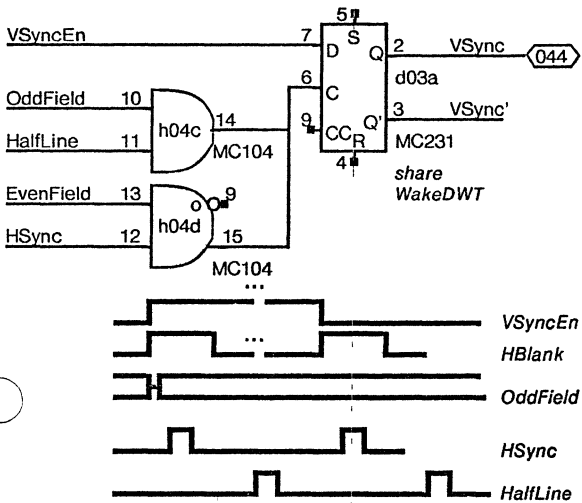 5
S
VSyncEn 7 D Q 2 VSync 044
6 C d03a
OddField 10
h04c 14
HalfLine 11 MC104
9 CC R Q' 3 VSync'
4 MC231
share
WakeDWT
EvenField 13 o 9
h04d
HSync 12 15
MC104
...
VSyncEn
... HBlank
OddField
HSync
HalfLine